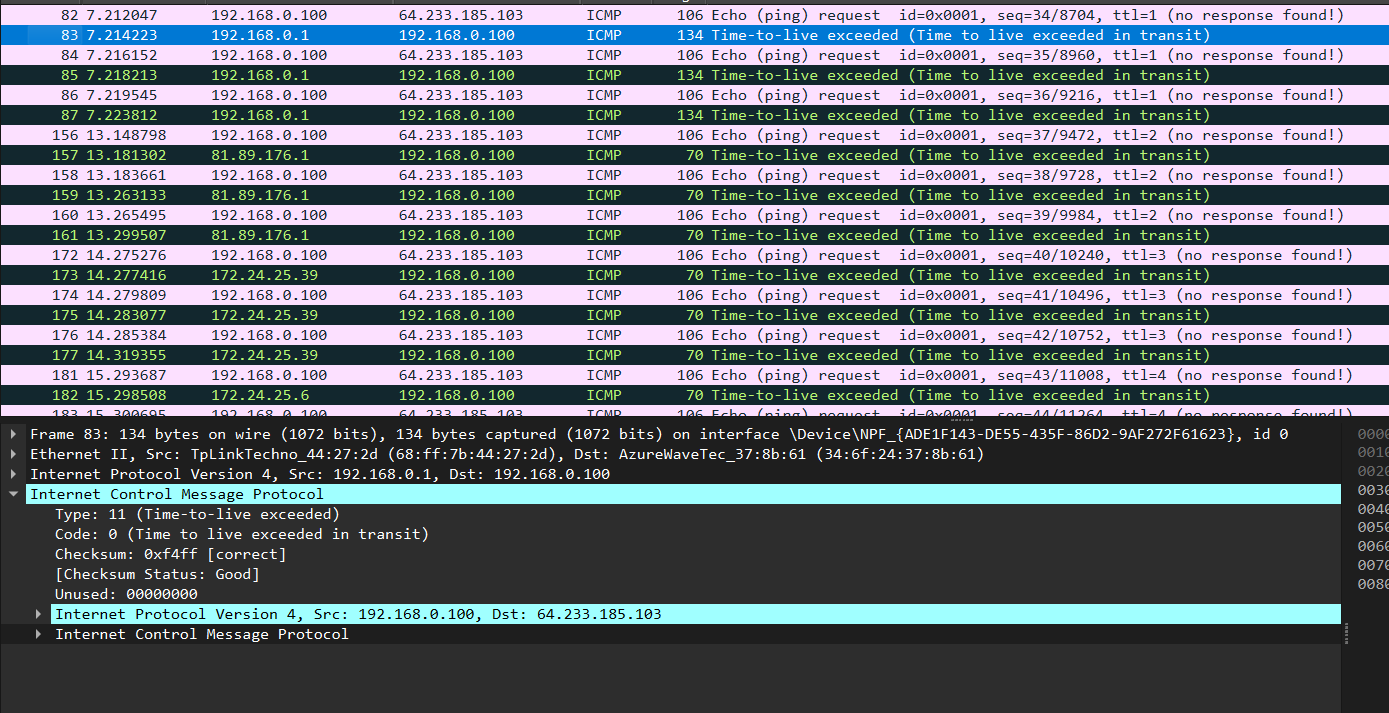 82 7.212047 192.168.0.100 64.233.185.103 ICMP 106 Echo (ping) request id=0x0001, seq=34/8704, ttl=1 (no response found!)
83 7.214223 192.168.0.1 192.168.0.100 ICMP 134 Time-to-live exceeded (Time to live exceeded in transit)
84 7.216152 192.168.0.100 64.233.185.103 ICMP 106 Echo (ping) request id=0x0001, seq=35/8960, ttl=1 (no response found!)
85 7.218213 192.168.0.1 192.168.0.100 ICMP 134 Time-to-live exceeded (Time to live exceeded in transit)
86 7.219545 192.168.0.100 64.233.185.103 ICMP 106 Echo (ping) request id=0x0001, seq=36/9216, ttl=1 (no response found!)
87 7.223812 192.168.0.1 192.168.0.100 ICMP 134 Time-to-live exceeded (Time to live exceeded in transit)
156 13.148798 192.168.0.100 64.233.185.103 ICMP 106 Echo (ping) request id=0x0001, seq=37/9472, ttl=2 (no response found!)
157 13.181302 81.89.176.1 192.168.0.100 ICMP 70 Time-to-live exceeded (Time to live exceeded in transit)
158 13.183661 192.168.0.100 64.233.185.103 ICMP 106 Echo (ping) request id=0x0001, seq=38/9728, ttl=2 (no response found!)
159 13.263133 81.89.176.1 192.168.0.100 ICMP 70 Time-to-live exceeded (Time to live exceeded in transit)
160 13.265495 192.168.0.100 64.233.185.103 ICMP 106 Echo (ping) request id=0x0001, seq=39/9984, ttl=2 (no response found!)
161 13.299507 81.89.176.1 192.168.0.100 ICMP 70 Time-to-live exceeded (Time to live exceeded in transit)
172 14.275276 192.168.0.100 64.233.185.103 ICMP 106 Echo (ping) request id=0x0001, seq=40/10240, ttl=3 (no response found!)
173 14.277416 172.24.25.39 192.168.0.100 ICMP 70 Time-to-live exceeded (Time to live exceeded in transit)
174 14.279809 192.168.0.100 64.233.185.103 ICMP 106 Echo (ping) request id=0x0001, seq=41/10496, ttl=3 (no response found!)
175 14.283077 172.24.25.39 192.168.0.100 ICMP 70 Time-to-live exceeded (Time to live exceeded in transit)
176 14.285384 192.168.0.100 64.233.185.103 ICMP 106 Echo (ping) request id=0x0001, seq=42/10752, ttl=3 (no response found!)
177 14.319355 172.24.25.39 192.168.0.100 ICMP 70 Time-to-live exceeded (Time to live exceeded in transit)
181 15.293687 192.168.0.100 64.233.185.103 ICMP 106 Echo (ping) request id=0x0001, seq=43/11008, ttl=4 (no response found!)
182 15.298508 172.24.25.6 192.168.0.100 ICMP 70 Time-to-live exceeded (Time to live exceeded in transit)
183 15.300695 192.168.0.100 64.233.185.103 ICMP 106 Echo (ping) request id=0x0001, seq=44/11264, ttl=4 (no response found!)
Frame 83: 134 bytes on wire (1072 bits), 134 bytes captured (1072 bits) on interface \Device\NPF_{ADE1F143-DE55-435F-86D2-9AF272F61623}, id 0
Ethernet II, Src: TpLinkTechno_44:27:2d (68:ff:7b:44:27:2d), Dst: AzureWaveTec_37:8b:61 (34:6f:24:37:8b:61)
Internet Protocol Version 4, Src: 192.168.0.1, Dst: 192.168.0.100
Internet Control Message Protocol
Type: 11 (Time-to-live exceeded)
Code: 0 (Time to live exceeded in transit)
Checksum: 0xf4ff [correct]
[Checksum Status: Good]
Unused: 00000000
Internet Protocol Version 4, Src: 192.168.0.100, Dst: 64.233.185.103
Internet Control Message Protocol
000
001
002
003
004
005
006
007
008